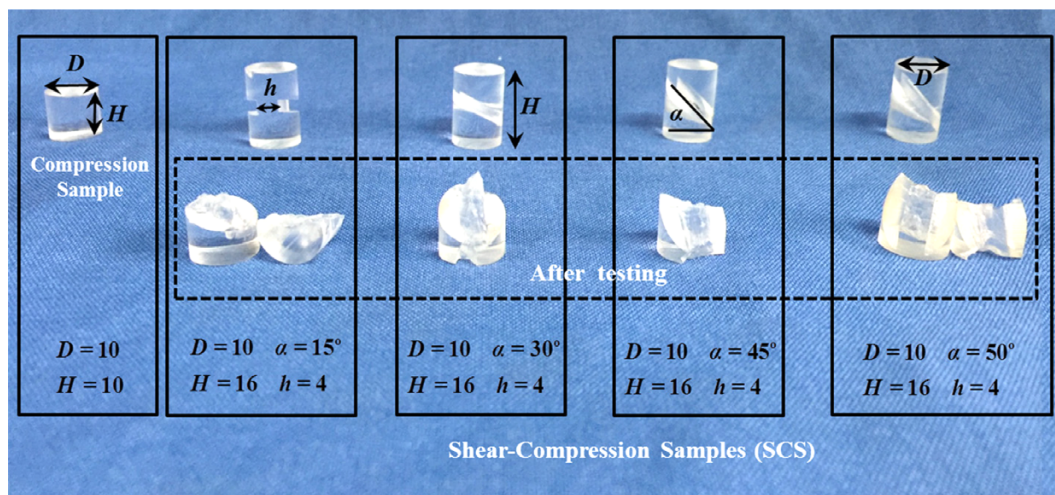 D
H
Compression
Sample
D = 10
H = 10
h
D = 10 α = 15°
H = 16 h = 4
H
D = 10 α = 30°
H = 16 h = 4
α
D = 10 α = 45°
H = 16 h = 4
D
D = 10 α = 50°
H = 16 h = 4
After testing
Shear-Compression Samples (SCS)